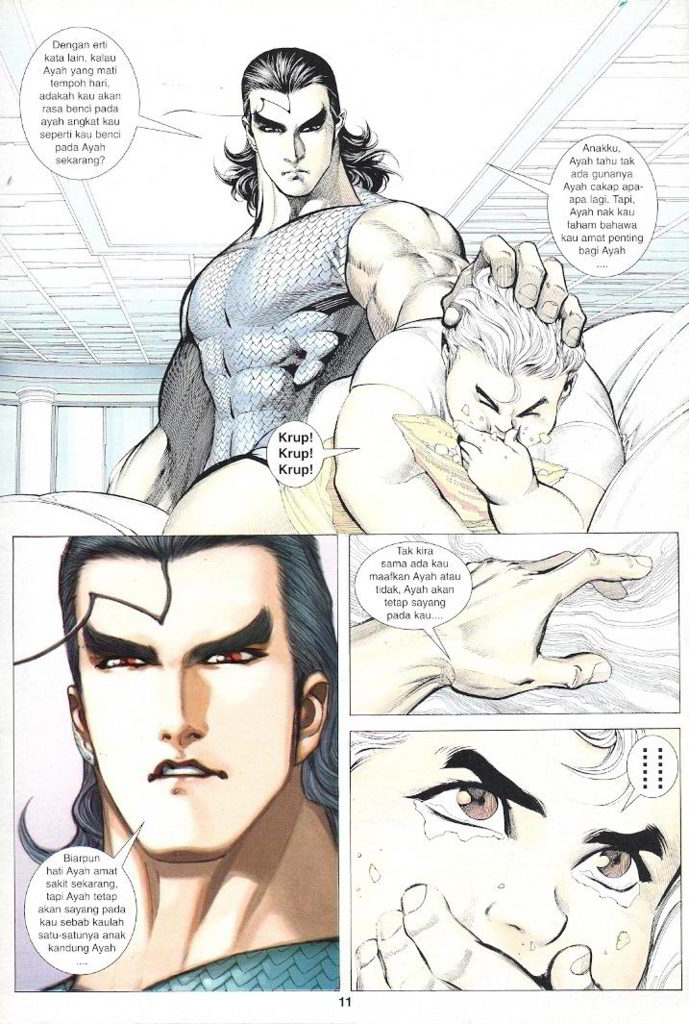 Dengan erti
kata lain, kalau
Ayah yang mati
tempoh hari,
adakah kau akan
rasa benci pada
ayah angkat kau
seperti kau benci
pada Ayah
sekarang?
Anakku,
Ayah tahu tak
ada gunanya
Ayah cakap apa-
apa lagi. Tapi,
Ayah nak kau
faham bahawa
kau amat penting
bagi Ayah
....
Krup!
Krup!
Krup!
Tak kira
sama ada kau
maafkan Ayah atau
tidak, Ayah akan
tetap sayang
pada kau....
Biarpun
hati Ayah amat
sakit sekarang,
tapi Ayah tetap
akan sayang pada
kau sebab kaulah
satu-satunya anak
kandung Ayah
....
11